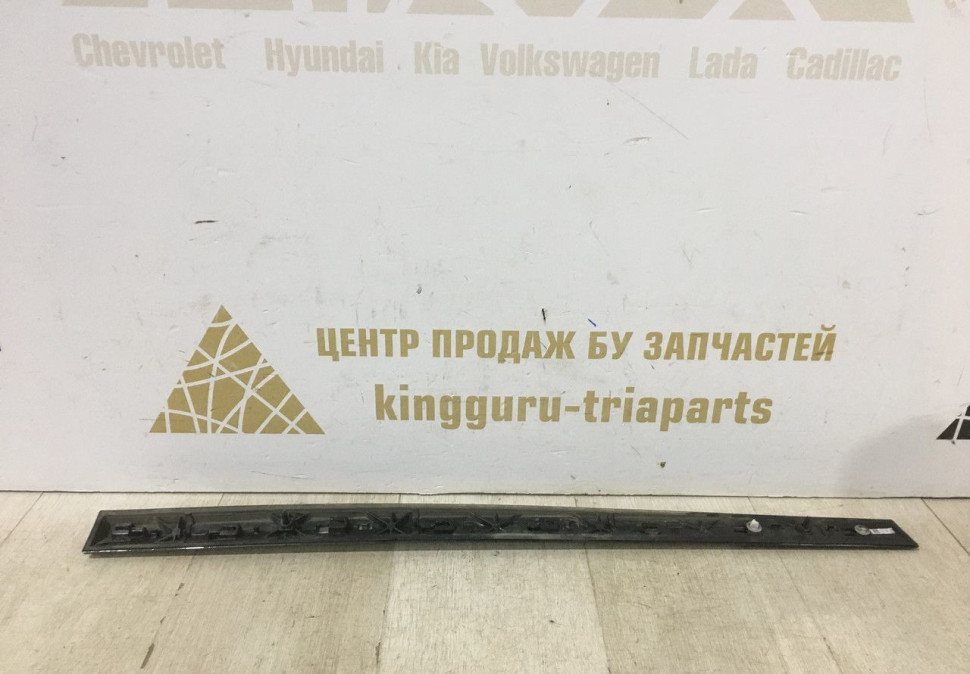 Chevrolet Hyundai Kia Volkswagen Lada Cadillac
ЦЕНТР ПРОДАЖ БУ ЗАПЧАСТЕЙ
kingguru-triaparts